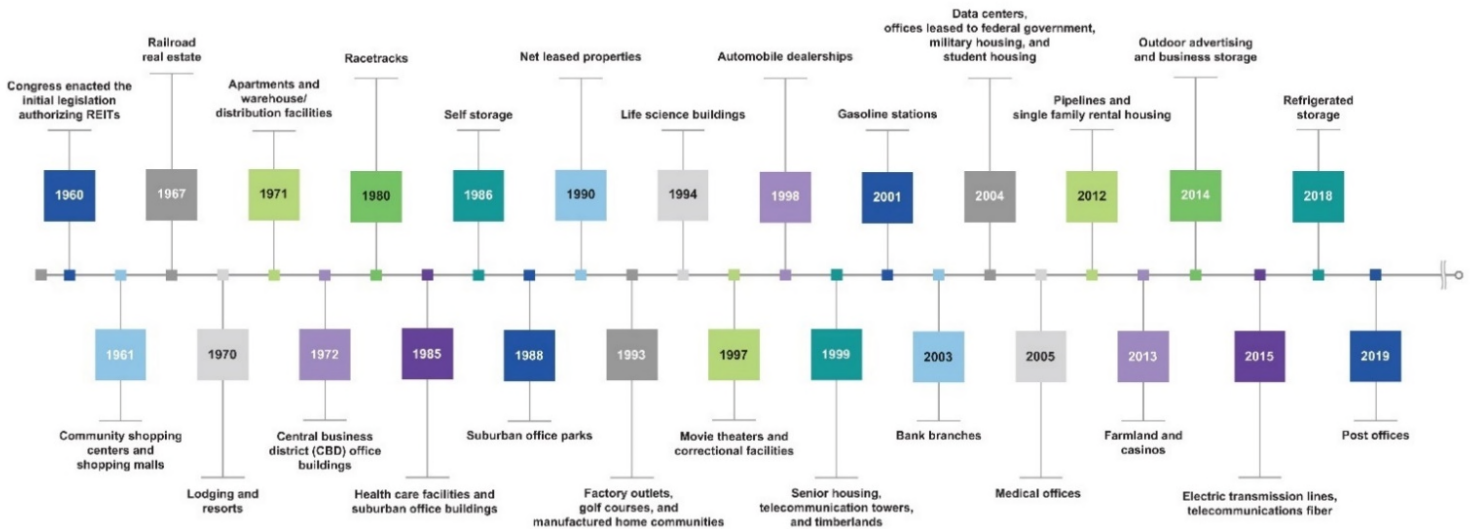 Congress enacted the
initial legislation
authorizing REITs
1960
Community shopping
centers and
shopping malls
1961
Railroad
real estate
1967
Lodging and
resorts
1970
Apartments and
warehouse/
distribution facilities
1971
Central business
district (CBD) office
buildings
1972
Racetracks
1980
Health care facilities and
suburban office buildings
1985
Self storage
1986
Suburban office parks
1988
Net leased properties
1990
Factory outlets,
golf courses, and
manufactured home communities
1993
Life science buildings
1994
Movie theaters and
correctional facilities
1997
Automobile dealerships
1998
Senior housing,
telecommunication towers,
and timberlands
1999
Gasoline stations
2001
Bank branches
2003
Data centers,
offices leased to federal government,
military housing, and
student housing
2004
Medical offices
2005
Pipelines and
single family rental housing
2012
Farmland and
casinos
2013
Outdoor advertising
and business storage
2014
Electric transmission lines,
telecommunications fiber
2015
Refrigerated
storage
2018
Post offices
2019